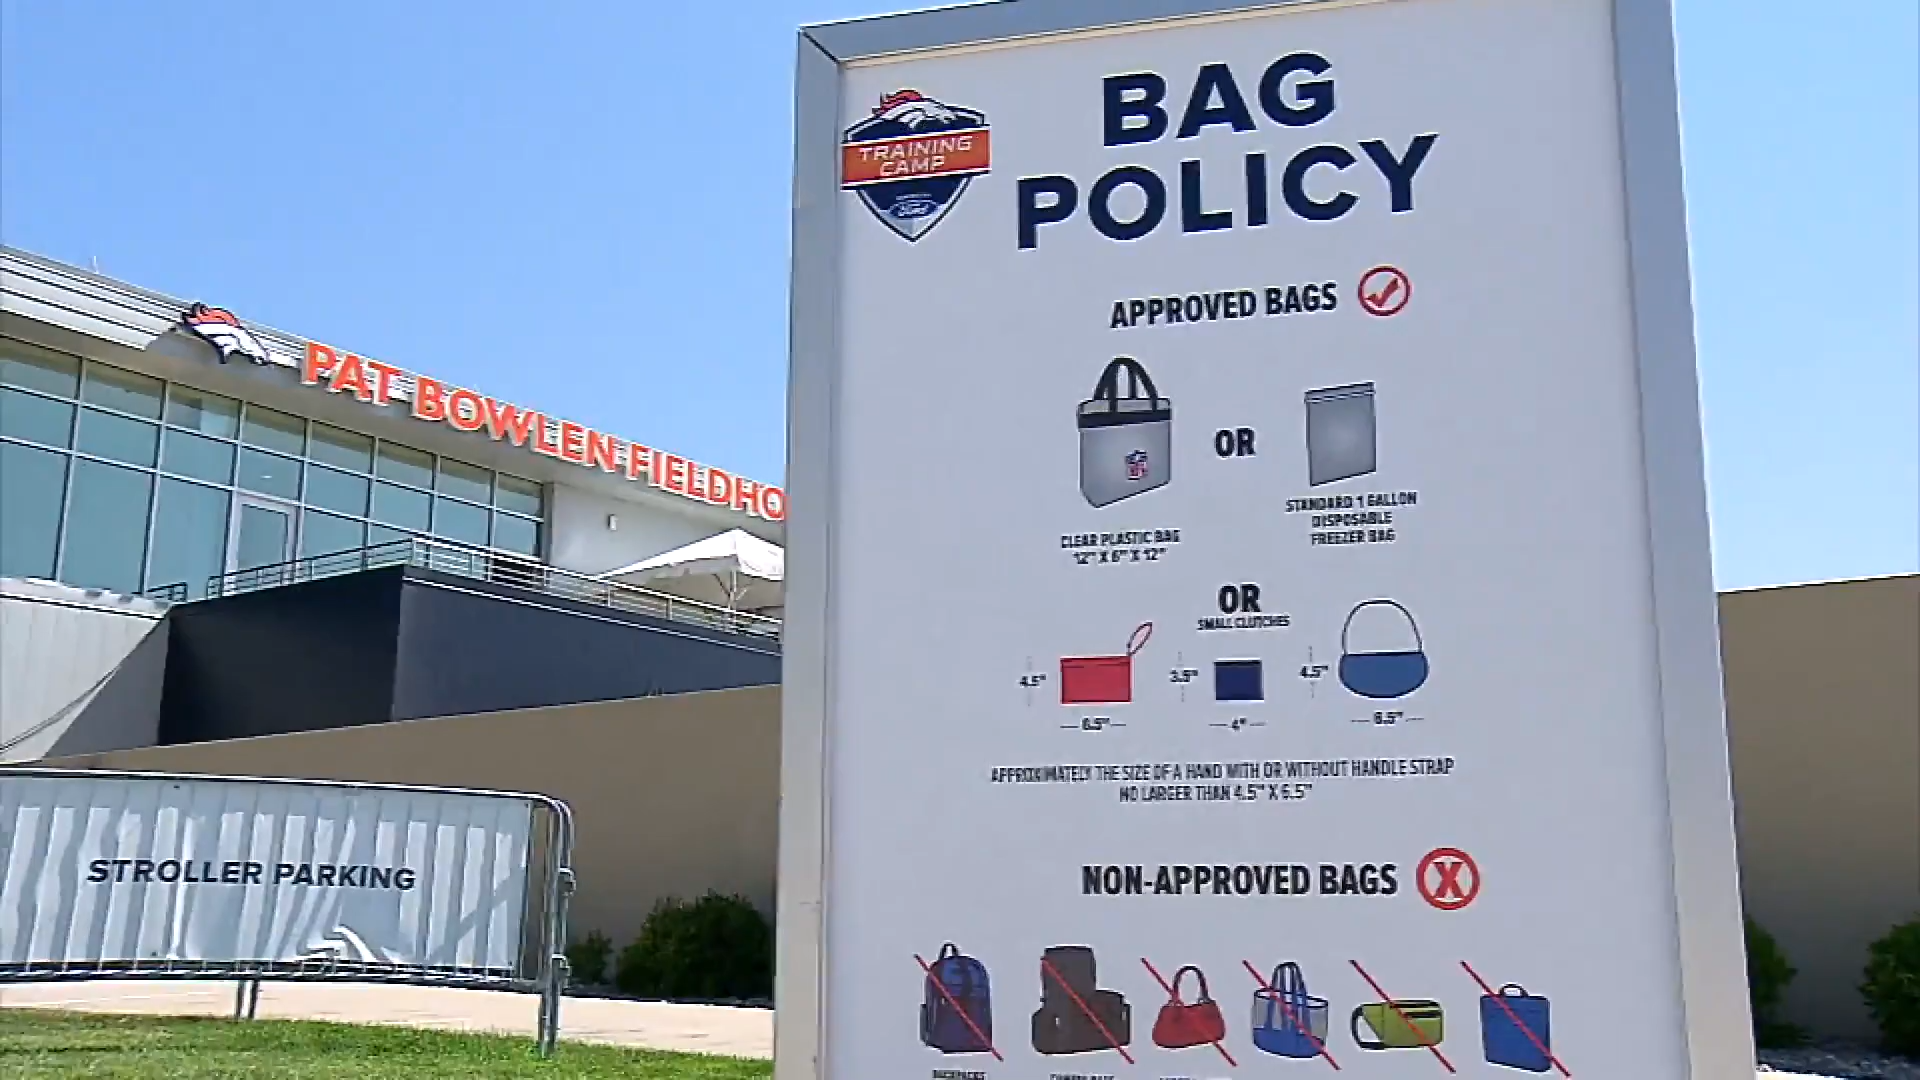 BAG
POLICY
TRAINING
CAMP
Ford
APPROVED BAGS
PAT BOWLEN FIELDHO
OR
STANDARD 1 GALLON
DISPOSABLE
FREEZER BAG
CLEAR PLASTIC BAG
12" X 6" X 12"
OR
SMALL CLUTCHES
4.5"
3.5"
4.5"
6.5"
4"
6.5"
APPROXIMATELY THE SIZE OF A HAND WITH OR WITHOUT HANDLE STRAP
NO LARGER THAN 4.5" X 6.5"
NON-APPROVED BAGS X
STROLLER PARKING
BACKPACKS